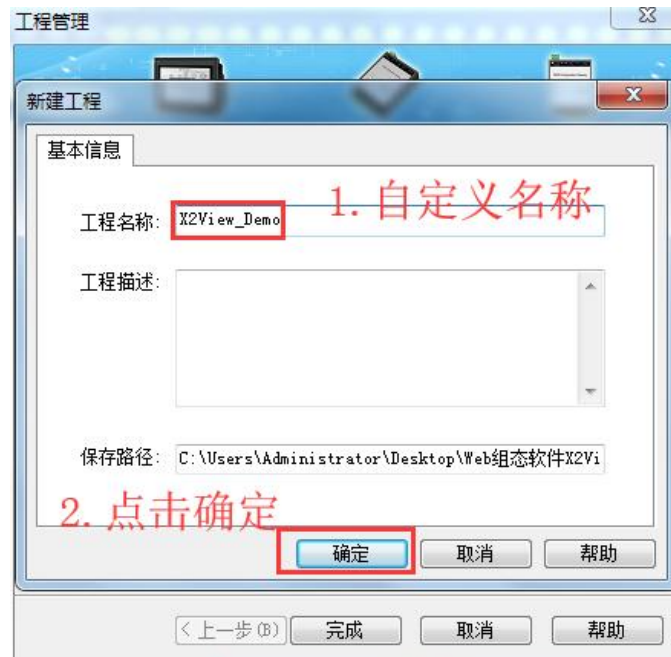 工程管理
新建工程
基本信息
工程名称: X2View_Demo
1. 自定义名称
工程描述:
保存路径: C:\Users\Administrator\Desktop\Web组态软件X2Vi
2. 点击确定
确定 取消 帮助
< 上一步(B) 完成 取消 帮助